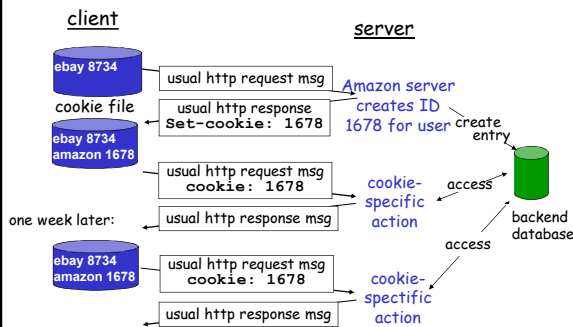 client
server
ebay 8734
usual http request msg
Amazon server
creates ID
1678 for user
cookie file
usual http response
Set-cookie: 1678
create
entry
ebay 8734
amazon 1678
usual http request msg
cookie: 1678
cookie-
specific
action
access
usual http response msg
backend
database
one week later:
access
ebay 8734
amazon 1678
usual http request msg
cookie: 1678
cookie-
spectific
action
usual http response msg